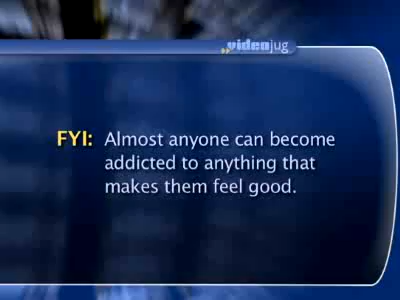 videojug
FYI: Almost anyone can become
addicted to anything that
makes them feel good.